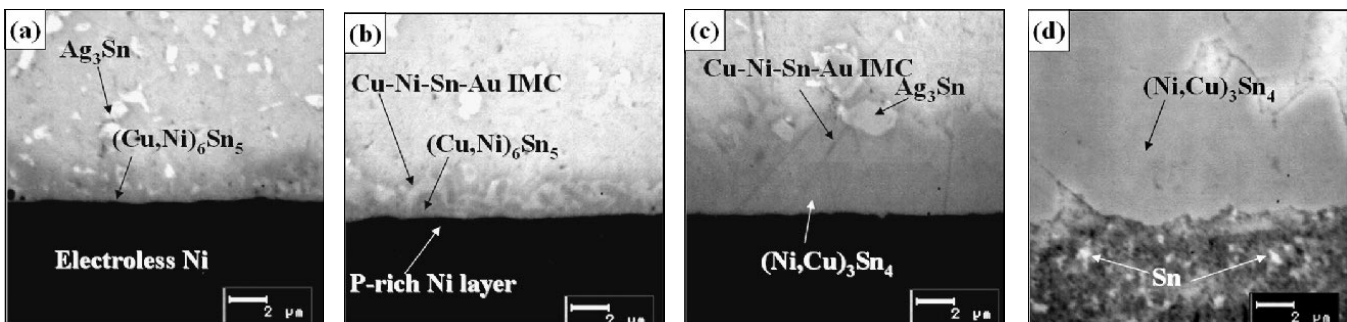 (a)
Ag3Sn
(Cu,Ni)6Sn5
Electroless Ni
2 µm
(b)
Cu-Ni-Sn-Au IMC
(Cu,Ni)6Sn5
P-rich Ni layer
2 µm
(c)
Cu-Ni-Sn-Au IMC
Ag3Sn
(Ni,Cu)3Sn4
2 µm
(d)
(Ni,Cu)3Sn4
Sn
2 µm